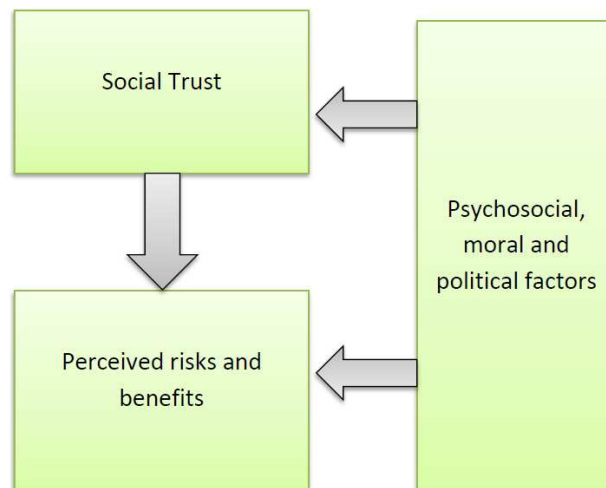 Social Trust
Psychosocial,
moral and
political factors
Perceived risks and
benefits